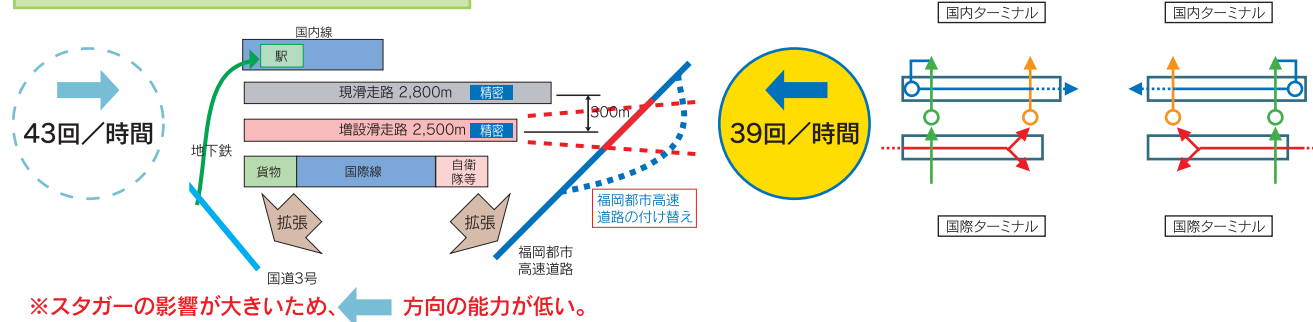 国内線
駅
現滑走路 2,800m 精密
300m
増設滑走路 2,500m 精密
43回／時間
地下鉄
貨物
国際線
自衛
隊等
拡張
拡張
国道3号
福岡都市高速
道路の付け替え
福岡都市
高速道路
39回／時間
国内ターミナル
国内ターミナル
国際ターミナル
国際ターミナル
※スタガーの影響が大きいため、 方向の能力が低い。